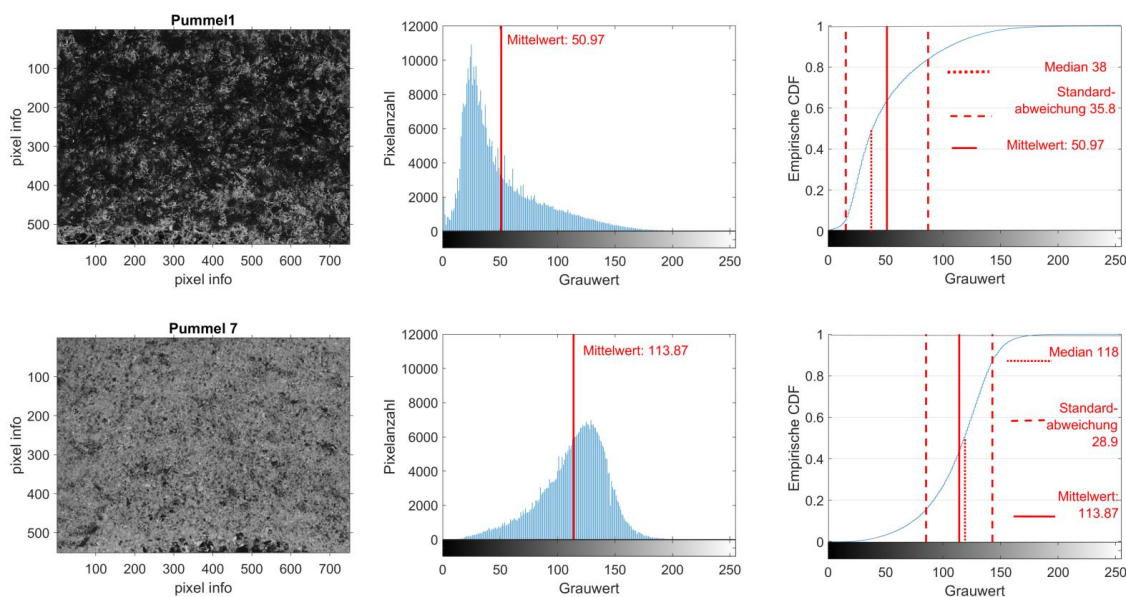 Pummel1
pixel info
100
200
300
400
500
100 200 300 400 500 600 700
pixel info
Mittelwert: 50.97
Pixelanzahl
12000
10000
8000
6000
4000
2000
0
0 50 100 150 200 250
Grauwert
Empirische CDF
1
0.8
0.6
0.4
0.2
0
Median 38
Standard-
abweichung 35.8
Mittelwert: 50.97
0 50 100 150 200 250
Grauwert
Pummel 7
pixel info
100
200
300
400
500
100 200 300 400 500 600 700
pixel info
Mittelwert: 113.87
Pixelanzahl
12000
10000
8000
6000
4000
2000
0
0 50 100 150 200 250
Grauwert
Empirische CDF
1
0.8
0.6
0.4
0.2
0
Median 118
Standard-
abweichung
28.9
Mittelwert:
113.87
0 50 100 150 200 250
Grauwert